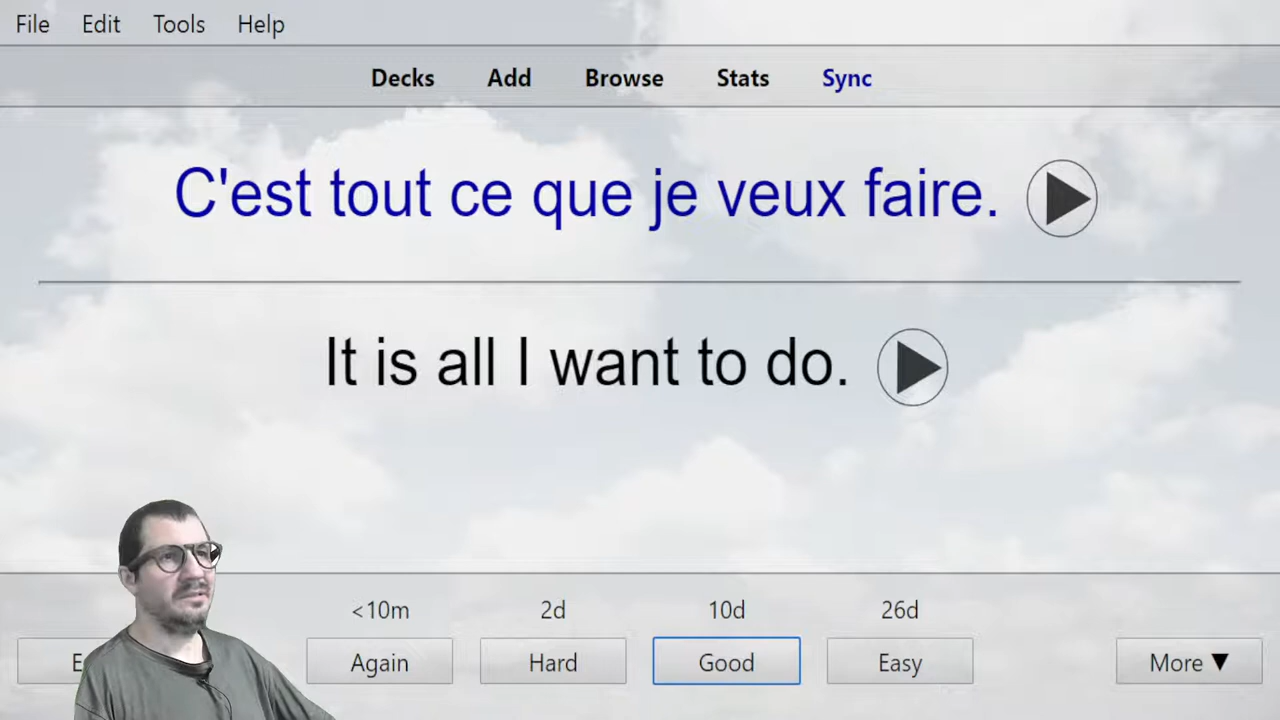 File Edit Tools Help
Decks Add Browse Stats Sync
C'est tout ce que je veux faire.
It is all I want to do.
<10m 2d 10d 26d
Again Hard Good Easy More ▼